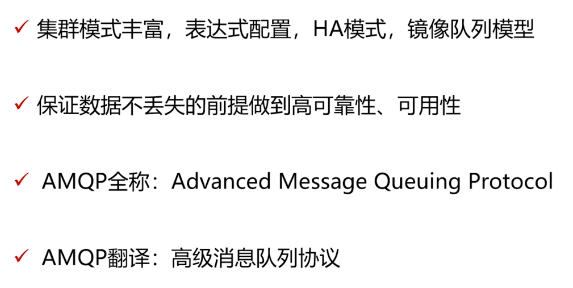 集群模式丰富，表达式配置，HA模式，镜像队列模型
保证数据不丢失的前提做到高可靠性、可用性
AMQP全称：Advanced Message Queuing Protocol
AMQP翻译：高级消息队列协议